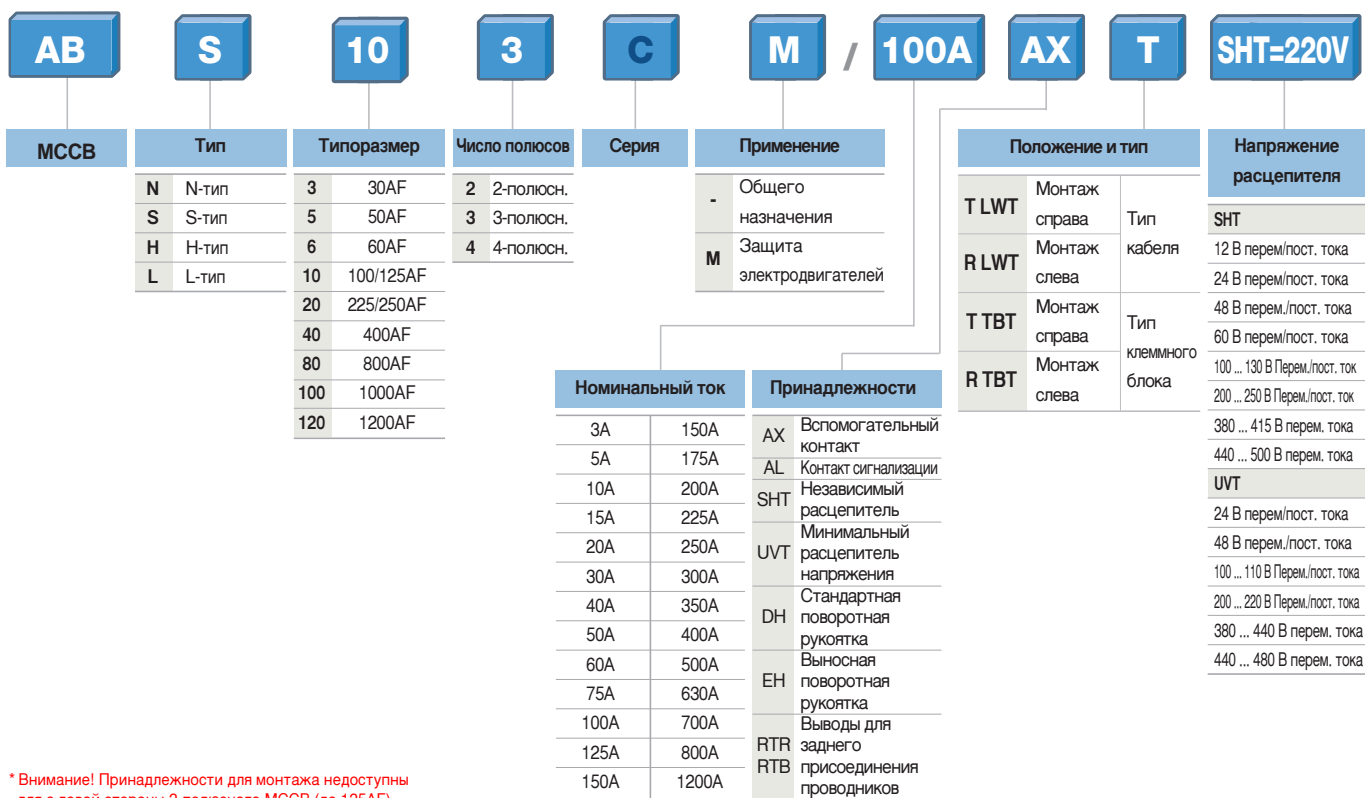 AB S 10 3 C M / 100A AX T SHT=220V
MCCB
Тип
N N-тип
S S-тип
H H-тип
L L-тип
Типоразмер
3 30AF
5 50AF
6 60AF
10 100/125AF
20 225/250AF
40 400AF
80 800AF
100 1000AF
120 1200AF
Число полюсов
2 2-полюсн.
3 3-полюсн.
4 4-полюсн.
Серия
Применение
- Общего
назначения
M Защита
электродвигателей
Номинальный ток
3A 150A
5A 175A
10A 200A
15A 225A
20A 250A
30A 300A
40A 350A
50A 400A
60A 500A
75A 630A
100A 700A
125A 800A
150A 1200A
Принадлежности
AX Вспомогательный
контакт
AL Контакт сигнализации
SHT Независимый
расцепитель
Минимальный
UVT расцепитель
напряжения
Стандартная
DH поворотная
рукоятка
Выносная
EH поворотная
рукоятка
Выводы для
RTR заднего
RTB присоединения
проводников
Положение и тип
T LWT Монтаж
справа
R LWT Монтаж
слева
Тип
кабеля
T TBT Монтаж
справа
R TBT Монтаж
слева
Тип
клеммного
блока
Напряжение
расцепителя
SHT
12 В перем/пост. тока
24 В перем/пост. тока
48 В перем./пост. тока
60 В перем/пост. тока
100 ... 130 В Перем./пост. ток
200 ... 250 В Перем./пост. ток
380 ... 415 В перем. тока
440 ... 500 В перем. тока
UVT
24 В перем/пост. тока
48 В перем./пост. тока
100 ... 110 В Перем./пост. тока
200 ... 220 В Перем./пост. тока
380 ... 440 В перем. тока
440 ... 480 В перем. тока
* Внимание! Принадлежности для монтажа недоступны
для с левой стороны 2-полюсного MCCB (до 125AF)